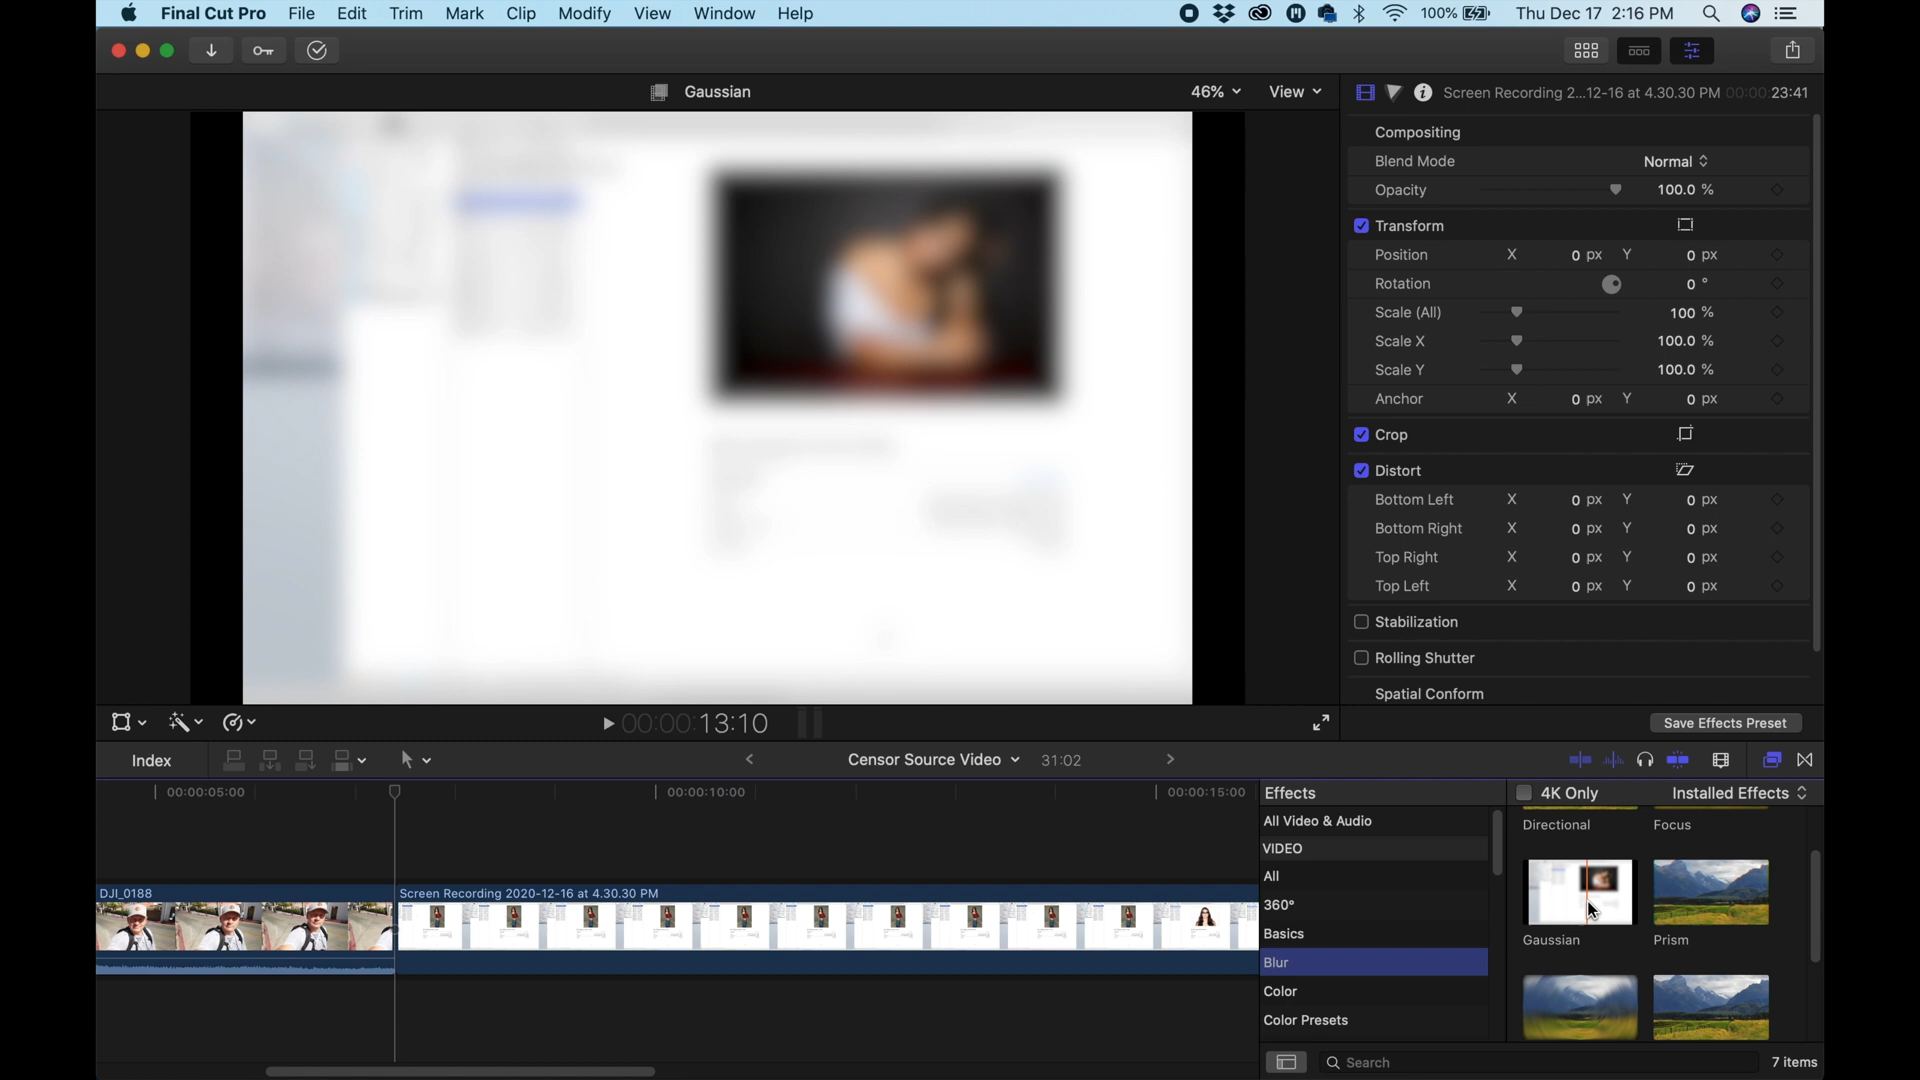 Final Cut Pro File Edit Trim Mark Clip Modify View Window Help 100% Thu Dec 17 2:16 PM
Gaussian 46% View
Screen Recording 2...12-16 at 4.30.30 PM 00:00:23:41
Compositing
Blend Mode Normal
Opacity 100.0 %
Transform
Position X 0 px Y 0 px
Rotation 0 °
Scale (All) 100 %
Scale X 100.0 %
Scale Y 100.0 %
Anchor X 0 px Y 0 px
Crop
Distort
Bottom Left X 0 px Y 0 px
Bottom Right X 0 px Y 0 px
Top Right X 0 px Y 0 px
Top Left X 0 px Y 0 px
Stabilization
Rolling Shutter
Spatial Conform
00:00:13:10
Save Effects Preset
Index
Censor Source Video 31:02
00:00:05:00 00:00:10:00 00:00:15:00
DJI_0188
Screen Recording 2020-12-16 at 4.30.30 PM
Effects
4K Only
Installed Effects
All Video & Audio
VIDEO
All
360°
Basics
Blur
Color
Color Presets
Directional
Focus
Gaussian
Prism
Search
7 items